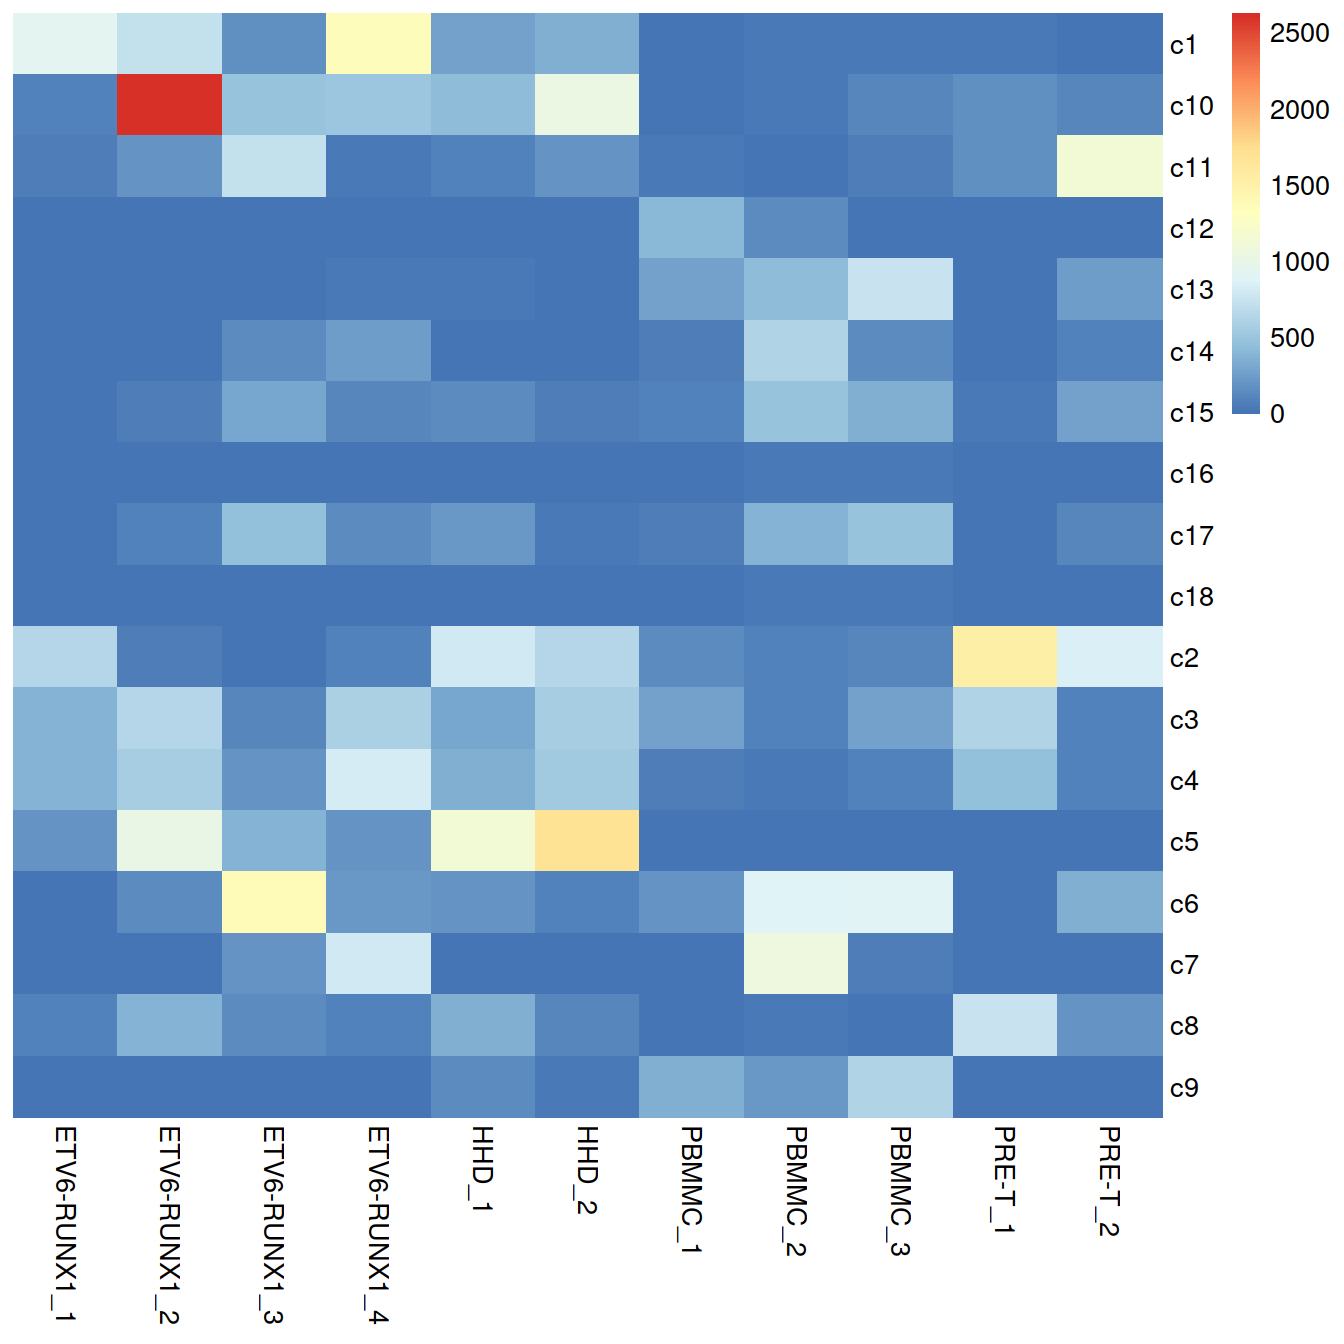 c1
c10
c11
c12
c13
c14
c15
c16
c17
c18
c2
c3
c4
c5
c6
c7
c8
c9
2500
2000
1500
1000
500
0
ETV6-RUNX1_1
ETV6-RUNX1_2
ETV6-RUNX1_3
ETV6-RUNX1_4
HHD_1
HHD_2
PBMMC_1
PBMMC_2
PBMMC_3
PRE-T_1
PRE-T_2